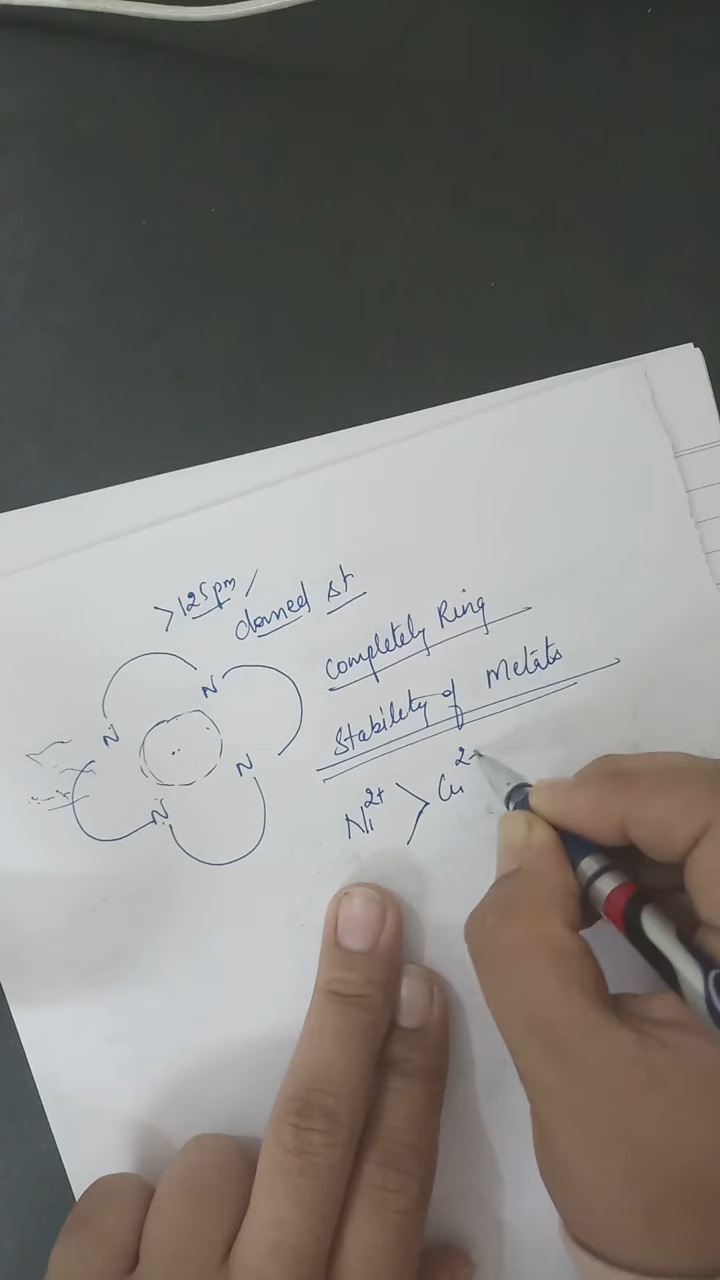 >125pm/
domed st
Completely Ring
Stability of Metals
Ni2+ > Cu2+
N
N
N
N